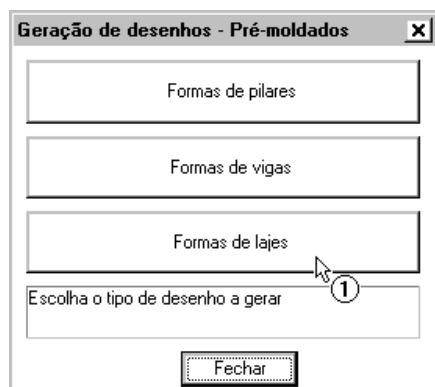 Geração de desenhos - Pré-moldados
Formas de pilares
Formas de vigas
Formas de lajes
1
Escolha o tipo de desenho a gerar
Fechar